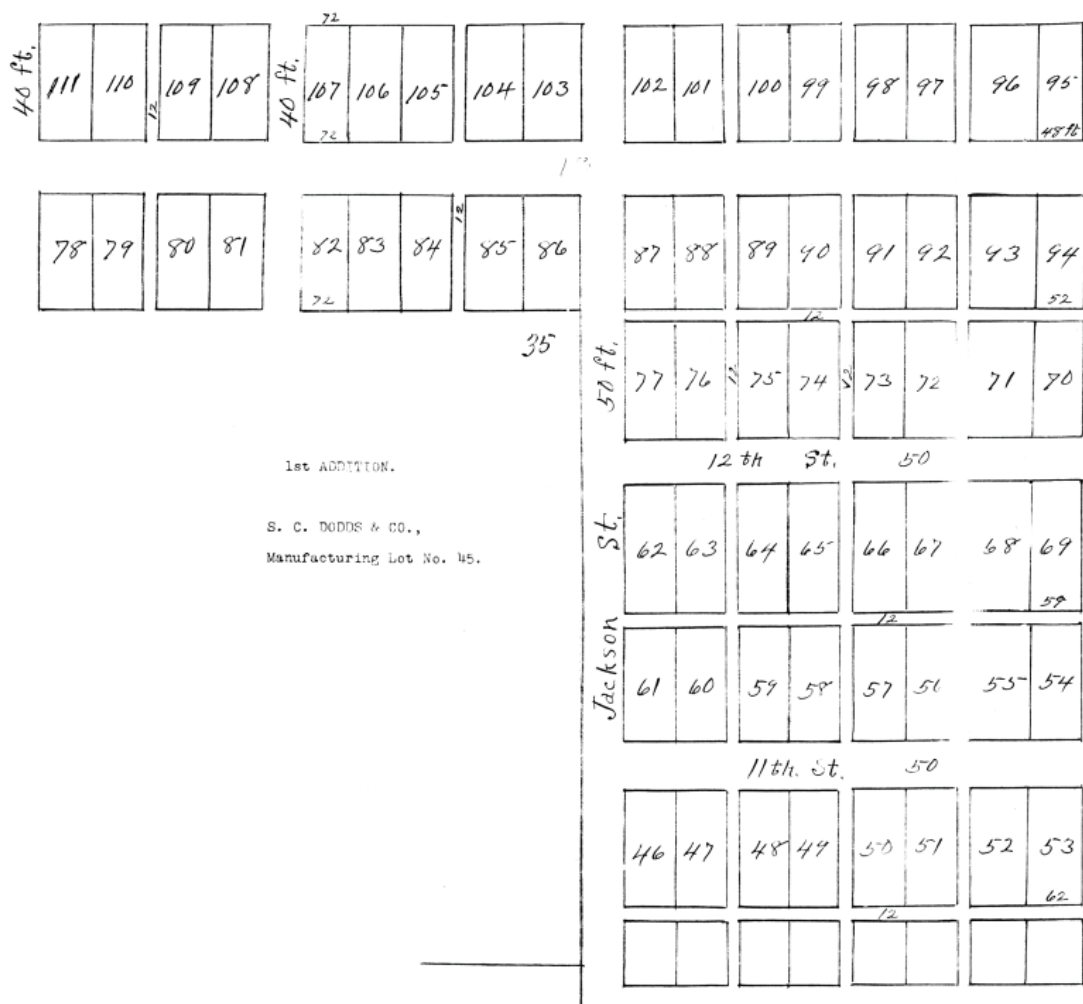 72
40 ft. 111 110 12 109 108 40 ft. 107 106 105 104 103 102 101 100 99 98 97 96 95
72 48 ft
78 79 80 81 82 83 84 12 85 86 87 88 89 90 91 92 93 94
72 52
12
35
50 ft. 77 76 12 75 74 12 73 72 71 70
12th St. 50
1st ADDITION.
S. C. DODDS & CO.,
Manufacturing Lot No. 45.
Jackson St.
62 63 64 65 66 67 68 69
59
12
61 60 59 58 57 56 55 54
11th. St. 50
46 47 48 49 50 51 52 53
62
12